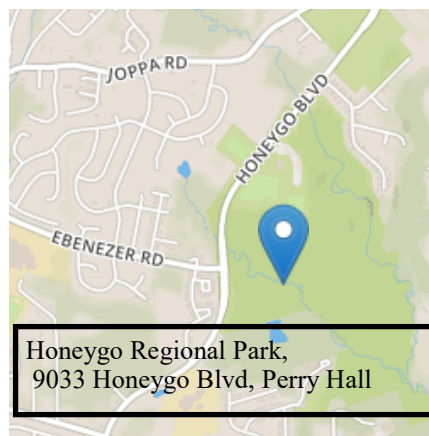 JOPPA RD
HONEYGO BLVD
EBENEZER RD
Honeygo Regional Park,
9033 Honeygo Blvd, Perry Hall